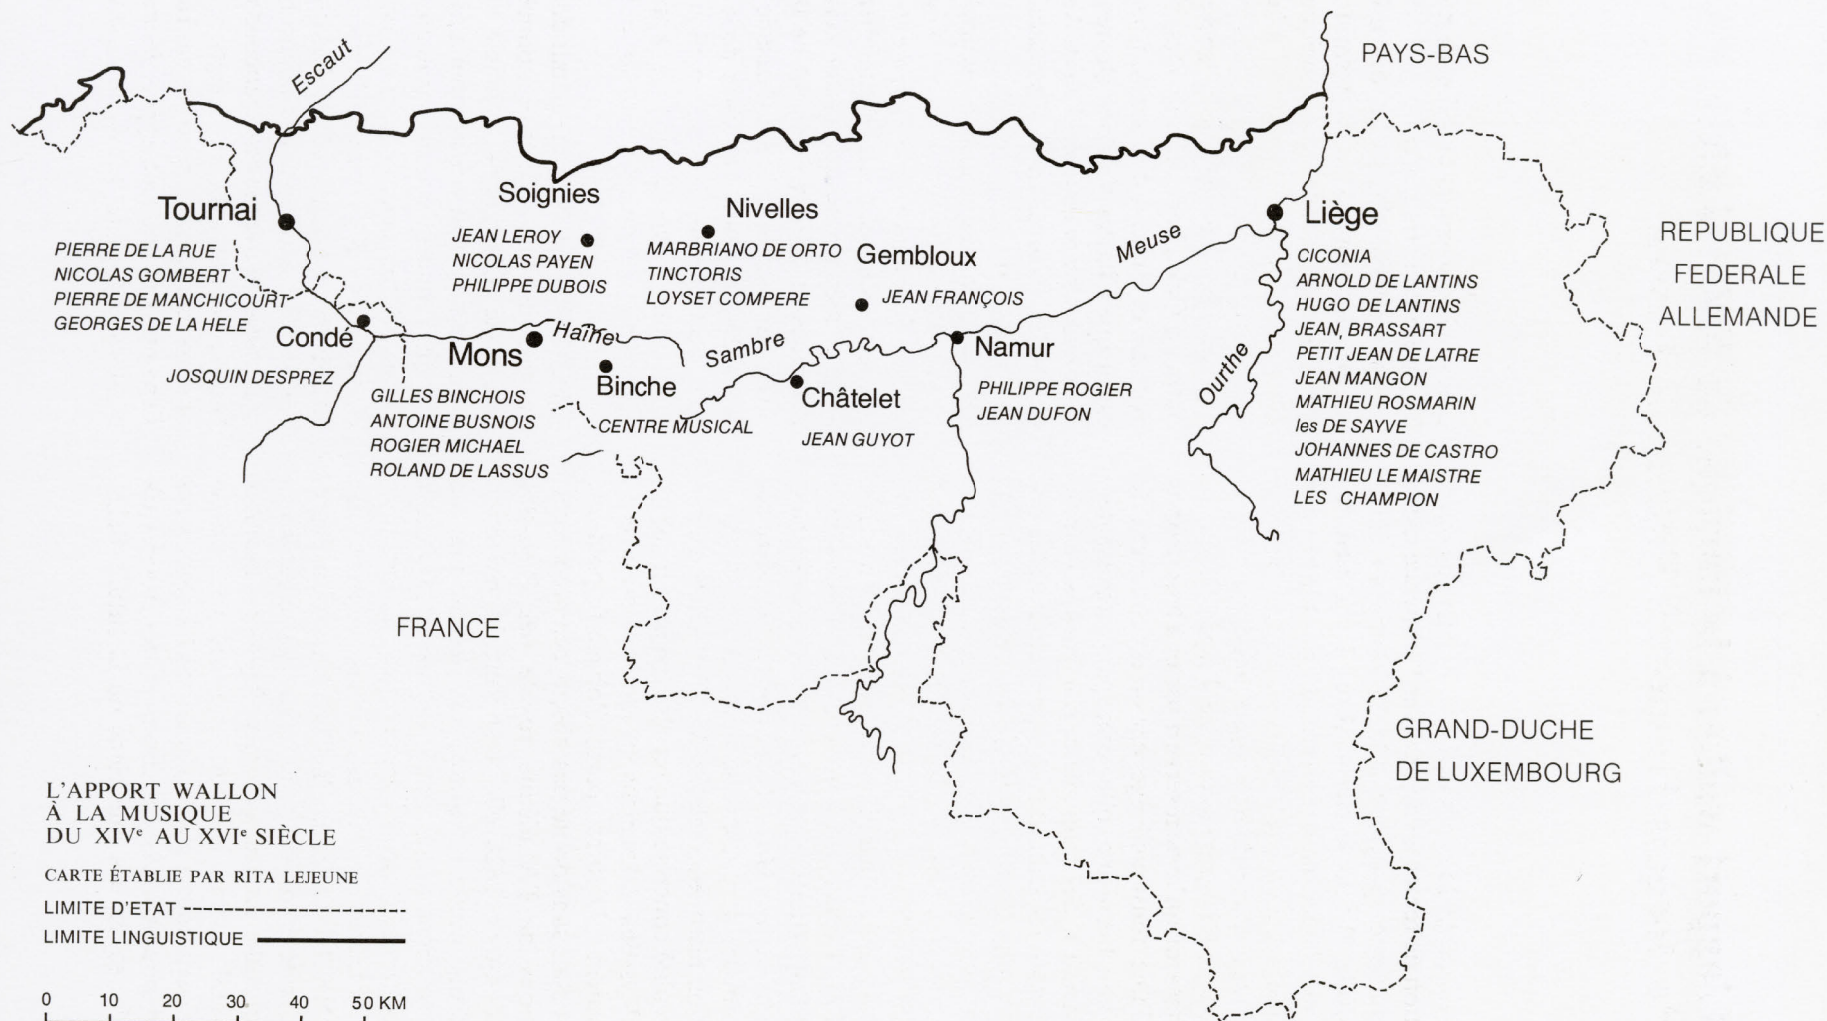 Escaut
PAYS-BAS
Tournai
PIERRE DE LA RUE
NICOLAS GOMBERT
PIERRE DE MANCHICOURT
GEORGES DE LA HELE
Condé
JOSQUIN DESPREZ
Soignies
JEAN LEROY
NICOLAS PAYEN
PHILIPPE DUBOIS
Nivelles
MARBRIANO DE ORTO
TINCTORIS
LOYSET COMPERE
Gembloux
JEAN FRANÇOIS
Meuse
Liège
CICONIA
ARNOLD DE LANTINS
HUGO DE LANTINS
JEAN, BRASSART
PETIT JEAN DE LATRE
JEAN MANGON
MATHIEU ROSMARIN
les DE SAYVE
JOHANNES DE CASTRO
MATHIEU LE MAISTRE
LES CHAMPION
REPUBLIQUE
FEDERALE
ALLEMANDE
Mons
GILLES BINCHOIS
ANTOINE BUSNOIS
ROGIER MICHAEL
ROLAND DE LASSUS
Haine
Binche
CENTRE MUSICAL
Sambre
Châtelet
JEAN GUYOT
Namur
PHILIPPE ROGIER
JEAN DUFON
Ourthe
FRANCE
GRAND-DUCHE
DE LUXEMBOURG
L'APPORT WALLON
À LA MUSIQUE
DU XIVe AU XVIe SIÈCLE
CARTE ÉTABLIE PAR RITA LEJEUNE
LIMITE D'ETAT
LIMITE LINGUISTIQUE
0 10 20 30 40 50 KM